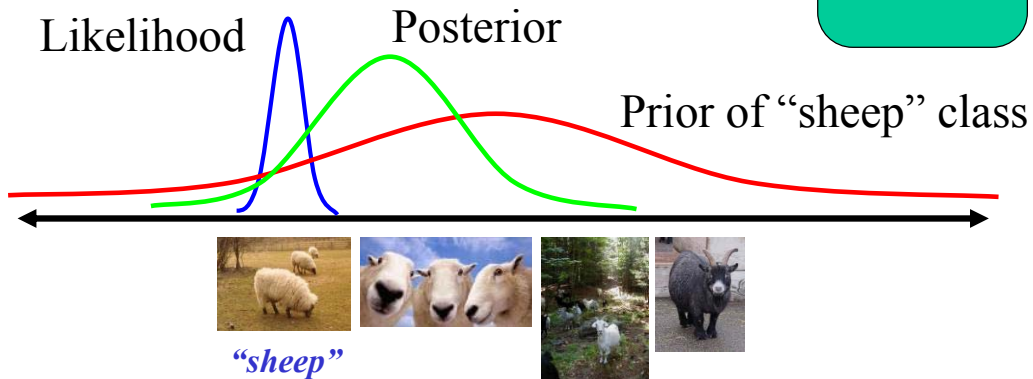 Likelihood
Posterior
Prior of “sheep” class
“sheep”